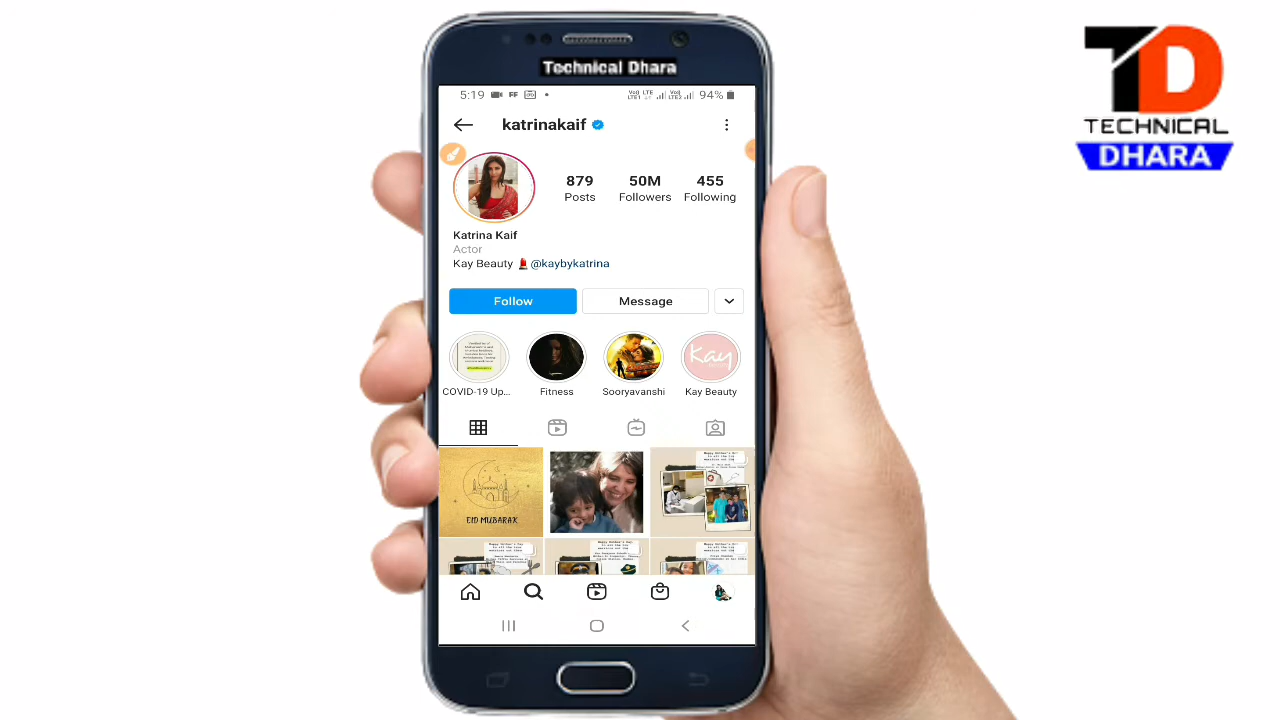 Technical Dhara
5:19
94%
katrinakaif
879
50M
455
Posts
Followers
Following
Katrina Kaif
Actor
Kay Beauty 💄@kaybykatrina
Follow
Message
COVID-19 Up...
Fitness
Sooryavanshi
Kay Beauty
Kay
EID MUBARAK
TD
TECHNICAL
DHARA